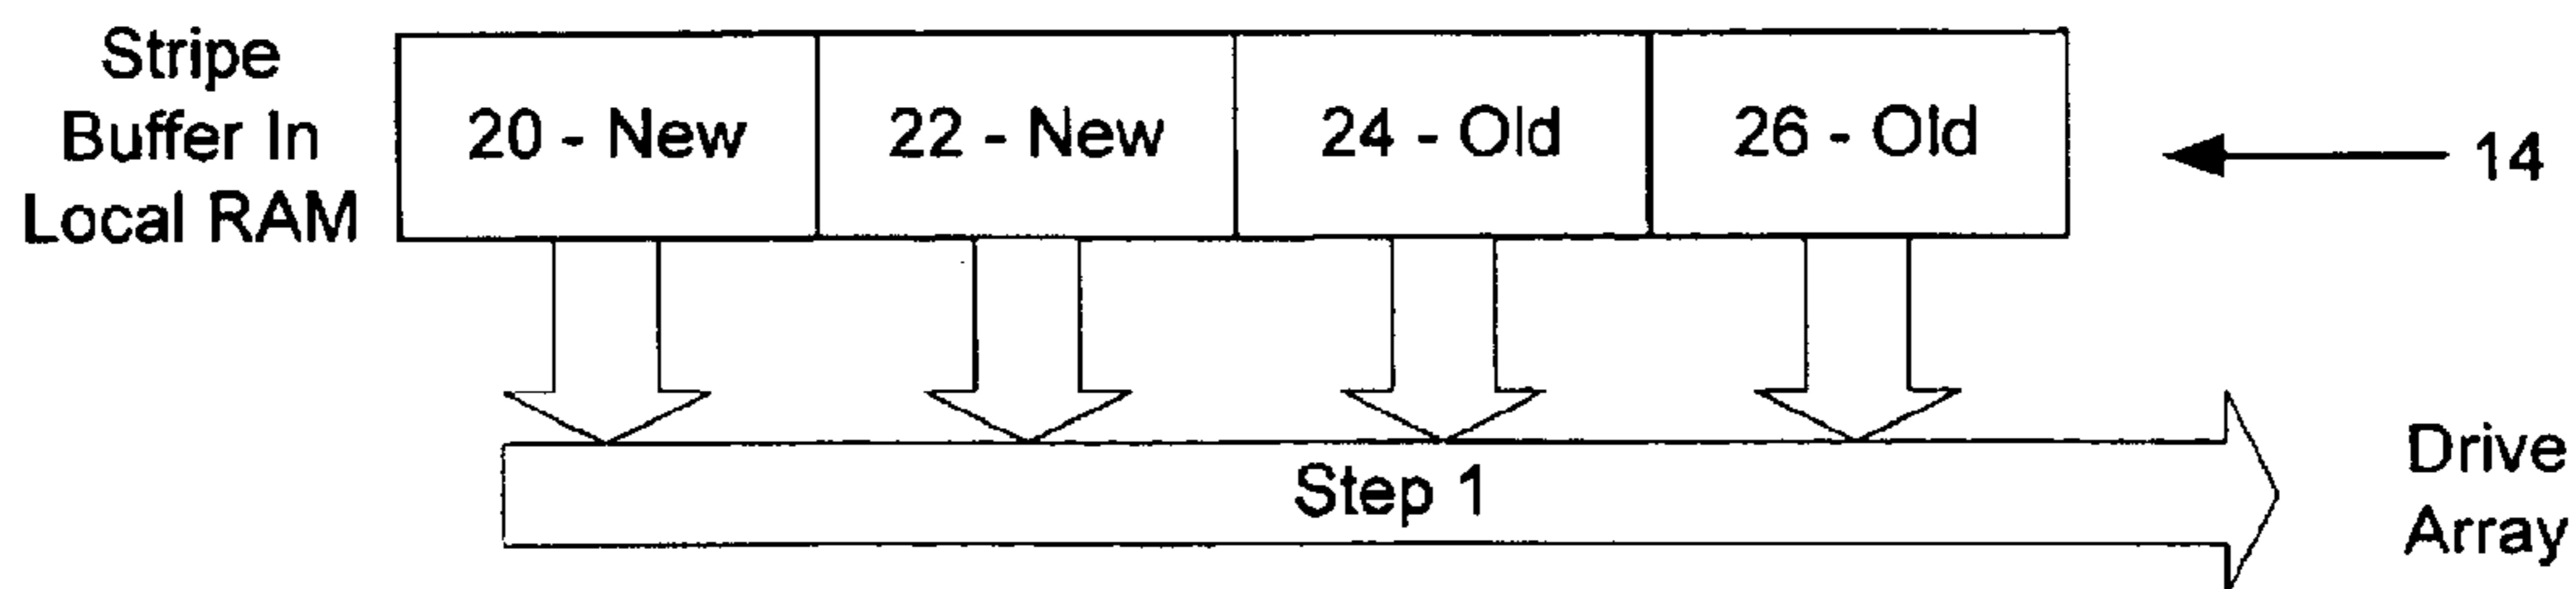 Stripe
Buffer In
Local RAM
20 - New
22 - New
24 - Old
26 - Old
14
Step 1
Drive
Array